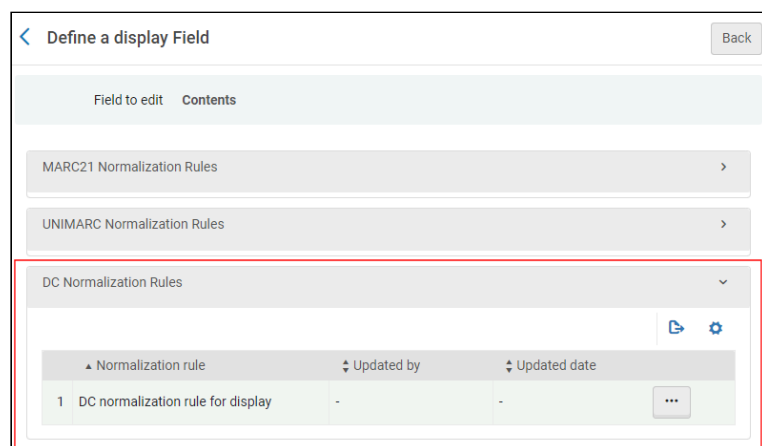 Define a display Field
Back
Field to edit Contents
MARC21 Normalization Rules
UNIMARC Normalization Rules
DC Normalization Rules
Normalization rule Updated by Updated date
1 DC normalization rule for display - -